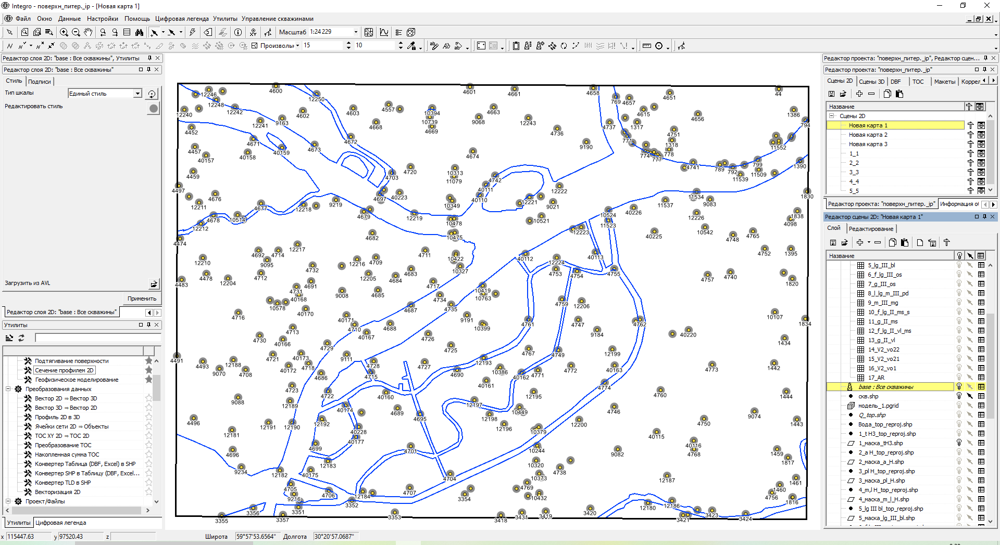 Integro - поверхн_питер._ip - [Новая карта 1]
Файл Окно Данные Настройки Помощь Цифровая легенда Утилиты Управление скважинами
Масштаб 1:24 229
Произволь 15 10
Редактор слоя 2D: "base : Все скважины", Утилиты
Редактор слоя 2D: "base : Все скважины"
Стиль Подписи
Тип шкалы Единый стиль
Редактировать стиль
Загрузить из AVL
Применить
Редактор слоя 2D: "base : Все скважины"
Утилиты
Подтягивание поверхности
Сечение профилем 2D
Геофизическое моделирование
Преобразования данных
Вектор 2D ⇒ Вектор 3D
Вектор 3D ⇒ Вектор 2D
Профиль 2D в 3D
Ячейки сети 2D ⇒ Объекты
TOC XY 2D ⇒ TOC 2D
Преобразование TOC
Накопленная сумма TOC
Конвертер Таблица (DBF, Excel) в SHP
Конвертер SHP в Таблицу (DBF, Excel...
Конвертер TLD в SHP
Векторизация 2D
Проект/Файлы
Утилиты Цифровая легенда
4600 4601 4661 4658 4651 44
12246 12250 769 4657
12248 12242 4603 4557 10394 4663 4615 1386
12240 4602 10739 9068 12243 4656
12241 9163 4668 4669 4737 1317 794
4452 4736 4751
4671 4672 771 1318
4457 40159 4673 9190 11552
40157 40158 4674 774 777 778
4459 4720 10313 4741 789 792 799 1390
4703 11079 4742 11539 11509
4497 40111 12222
4676 4697 40223 40110 12221 11534 1830
12211 4677 12218 9219 10349 9021 11537 9083
4678 10514 4679 12219 10478 10521 10524 40226 12226 1838
12212 11523 4098
4474 4682 10475 12223 40225 10542 4748 4765
12217
4692 4714 4711 10422 40112 40113 4752 1395
12210 9095 12216 4709 12224
4732 4683 10327 4753 4754 4755
4483 4478 12204 4712 12205 4684 4757 4740 1820
4731 4691 4717 10419
40168 9008 4685 4734 10763
10578 4759 12206
4716 40170 4687 4735 10107
40171 9191 4761 4747 4762 1834
4713 4710 4688 10399
4730 40167 4726 9184 40220
40166 4729 4725 1434
4491 4721 40173 9111 4767 4749 12199
4493 12188 40172 4718 4728 4727 12193
9070 4708 4686 4715 4690 10386 40162 4771 4772 40163 4773 1442
4723 4722 40161 4774
9088 12189 40160 12197 12195 4760 1444
40174 4689 10449 4746
4496 12191 12190 12192 4695 12198 9074
12181 40228 12196 10379 12200 4750 1443
40177 40115
4696 4699 4701 10244 40116
9082 4768 1459
9234 12183 10320 1817
12182 40175 4704 10373 4738 12187
4705 4769 1461
9216 4706 12184 4707 3354 10432 1460
4756
3352 12180 12186 1816
3356 3351
3355 3357 3353 3418 3431 3419 3420 3421 3423 3424
Редактор проекта: "поверхн_питер._ip", Редактор сцен...
Редактор проекта: "поверхн_питер._ip"
Сцены 2D Сцены 3D DBF TOC Макеты Коррел
Название
Сцены 2D
Новая карта 1
Новая карта 2
Новая карта 3
1_1
2_2
3_3
4_4
5_5
Редактор проекта: "поверхн_питер._ip" Информация об
Редактор сцены 2D: "Новая карта 1"
Слой Редактирование
Название
5_lg_III_bl
6_f_lg_III_os
7_g_III_os
8_l_lg_m_III_pd
9_m_III_mg
10_f_lg_II_ms_s
11_g_II_ms
12_f_lg_II_vl_ms
13_g_II_vl
14_V2_vo22
15_V2_vo21
16_V2_vo1
17_AR
base : Все скважины
скв.shp
модель_1.pgrid
Q_top.shp
Вода_top_reproj.shp
1_t H3_top_reproj.shp
1_маска_tH3.shp
2_a H_top_reproj.shp
2_маска_a_H.shp
3_pl H_top_reproj.shp
3_маска_pl_H.shp
4_m,l H_top_reproj.shp
4_маска_m_l_H.shp
5_lg III bl_top_reproj.shp
5_маска_lg_III_bl.shp
x 115447.63 y 97520.43 z Широта 59°57'53.6564" Долгота 30°20'57.0687"